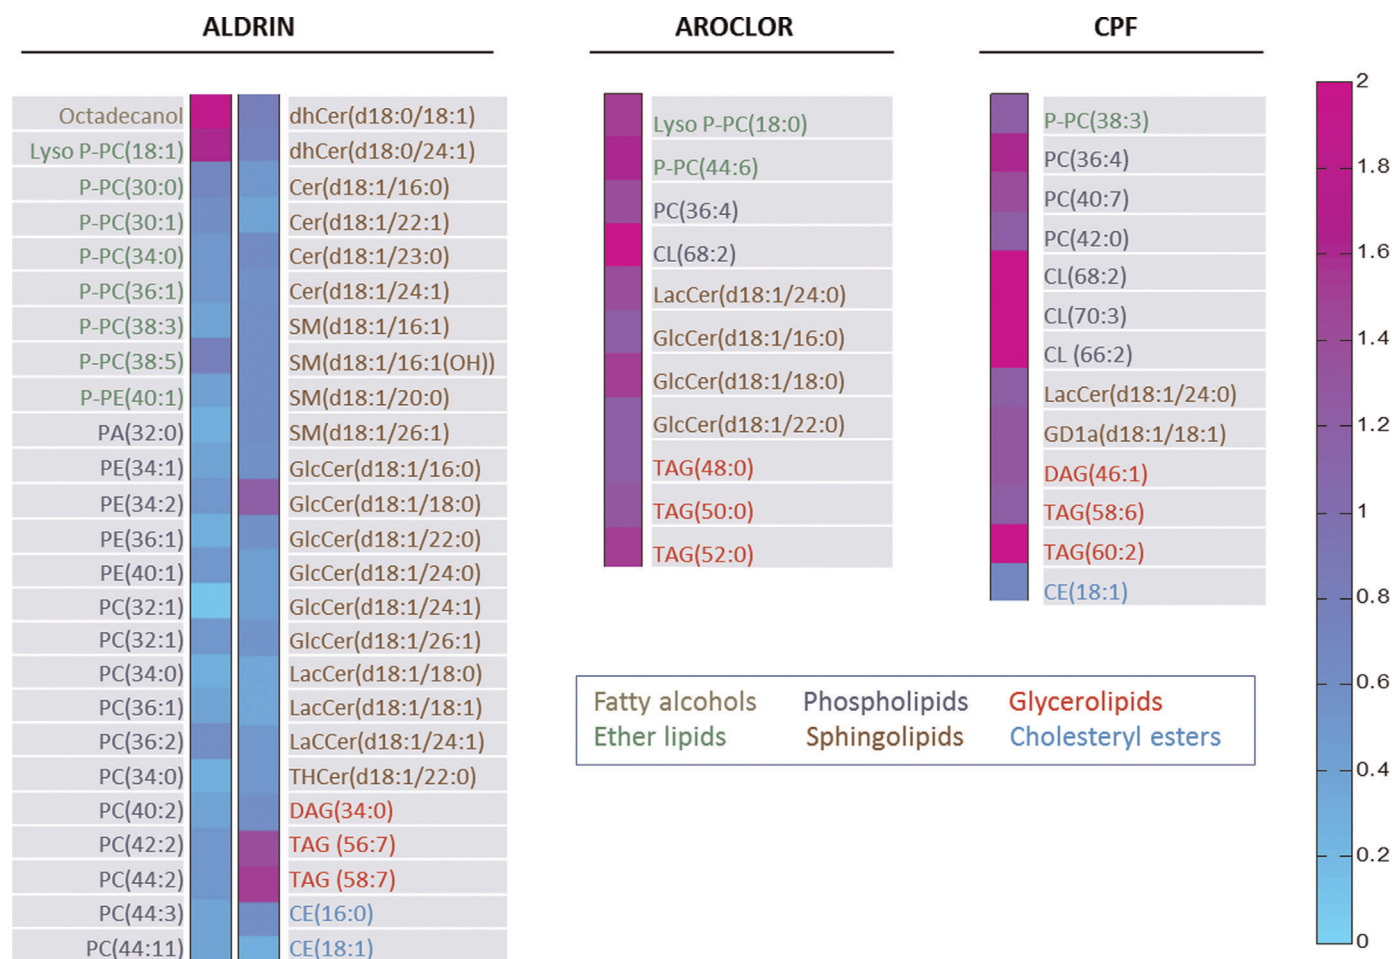 ALDRIN
AROCLOR
CPF
Octadecanol
Lyso P-PC(18:1)
P-PC(30:0)
P-PC(30:1)
P-PC(34:0)
P-PC(36:1)
P-PC(38:3)
P-PC(38:5)
P-PE(40:1)
PA(32:0)
PE(34:1)
PE(34:2)
PE(36:1)
PE(40:1)
PC(32:1)
PC(32:1)
PC(34:0)
PC(36:1)
PC(36:2)
PC(34:0)
PC(40:2)
PC(42:2)
PC(44:2)
PC(44:3)
PC(44:11)
dhCer(d18:0/18:1)
dhCer(d18:0/24:1)
Cer(d18:1/16:0)
Cer(d18:1/22:1)
Cer(d18:1/23:0)
Cer(d18:1/24:1)
SM(d18:1/16:1)
SM(d18:1/16:1(OH))
SM(d18:1/20:0)
SM(d18:1/26:1)
GlcCer(d18:1/16:0)
GlcCer(d18:1/18:0)
GlcCer(d18:1/22:0)
GlcCer(d18:1/24:0)
GlcCer(d18:1/24:1)
GlcCer(d18:1/26:1)
LacCer(d18:1/18:0)
LacCer(d18:1/18:1)
LaCCer(d18:1/24:1)
THCer(d18:1/22:0)
DAG(34:0)
TAG (56:7)
TAG (58:7)
CE(16:0)
CE(18:1)
Lyso P-PC(18:0)
P-PC(44:6)
PC(36:4)
CL(68:2)
LacCer(d18:1/24:0)
GlcCer(d18:1/16:0)
GlcCer(d18:1/18:0)
GlcCer(d18:1/22:0)
TAG(48:0)
TAG(50:0)
TAG(52:0)
P-PC(38:3)
PC(36:4)
PC(40:7)
PC(42:0)
CL(68:2)
CL(70:3)
CL (66:2)
LacCer(d18:1/24:0)
GD1a(d18:1/18:1)
DAG(46:1)
TAG(58:6)
TAG(60:2)
CE(18:1)
Fatty alcohols Phospholipids Glycerolipids
Ether lipids Sphingolipids Cholesteryl esters
2
1.8
1.6
1.4
1.2
1
0.8
0.6
0.4
0.2
0